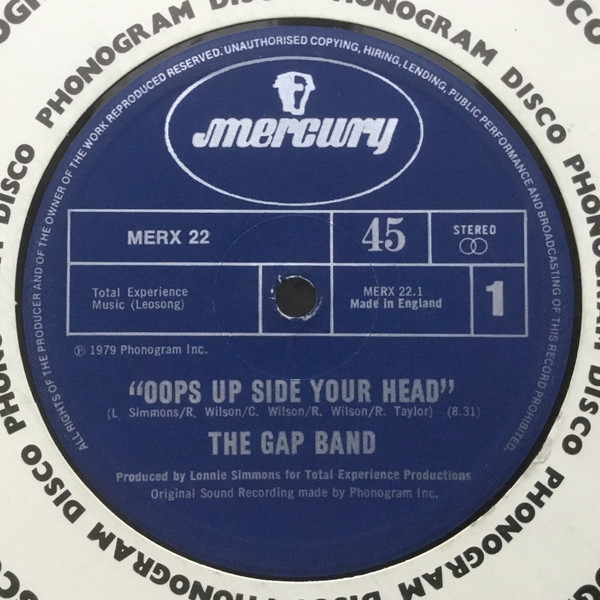 PHONOGRAM DISCO PHONOGRAM DISCO PHONOGRAM DISCO PHONOGRAM DISCO
ALL RIGHTS OF THE PRODUCER AND OF THE OWNER OF THE WORK REPRODUCED RESERVED. UNAUTHORISED COPYING, HIRING, LENDING, PUBLIC PERFORMANCE AND BROADCASTING OF THIS RECORD PROHIBITED.
mercury
MERX 22
45
STEREO
Total Experience
Music (Leosong)
MERX 22.1
Made in England
1
Ⓟ 1979 Phonogram Inc.
“OOPS UP SIDE YOUR HEAD”
(L. Simmons/R. Wilson/C. Wilson/R. Wilson/R. Taylor) (8.31)
THE GAP BAND
Produced by Lonnie Simmons for Total Experience Productions
Original Sound Recording made by Phonogram Inc.